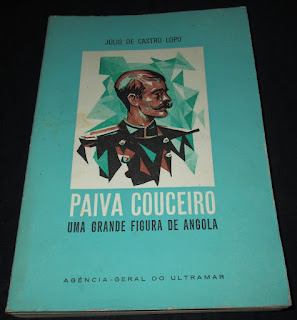 JÚLIO DE CASTRO LOPO
PAIVA COUCEIRO
UMA GRANDE FIGURA DE ANGOLA
AGÊNCIA-GERAL DO ULTRAMAR